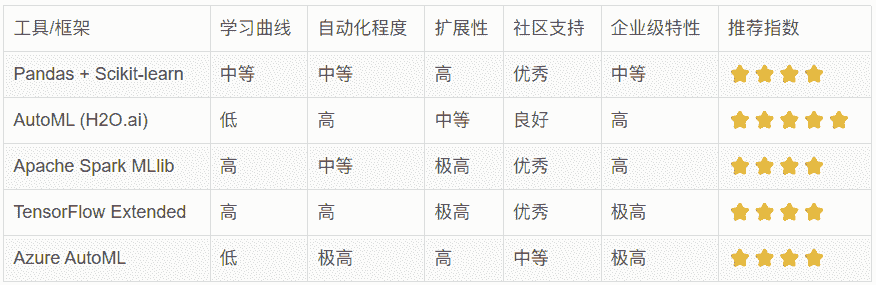 工具/框架 学习曲线 自动化程度 扩展性 社区支持 企业级特性 推荐指数
Pandas + Scikit-learn 中等 中等 高 优秀 中等 ⭐⭐⭐⭐
AutoML (H2O.ai) 低 高 中等 良好 高 ⭐⭐⭐⭐⭐
Apache Spark MLlib 高 中等 极高 优秀 高 ⭐⭐⭐⭐
TensorFlow Extended 高 高 极高 优秀 极高 ⭐⭐⭐⭐
Azure AutoML 低 极高 高 中等 极高 ⭐⭐⭐⭐